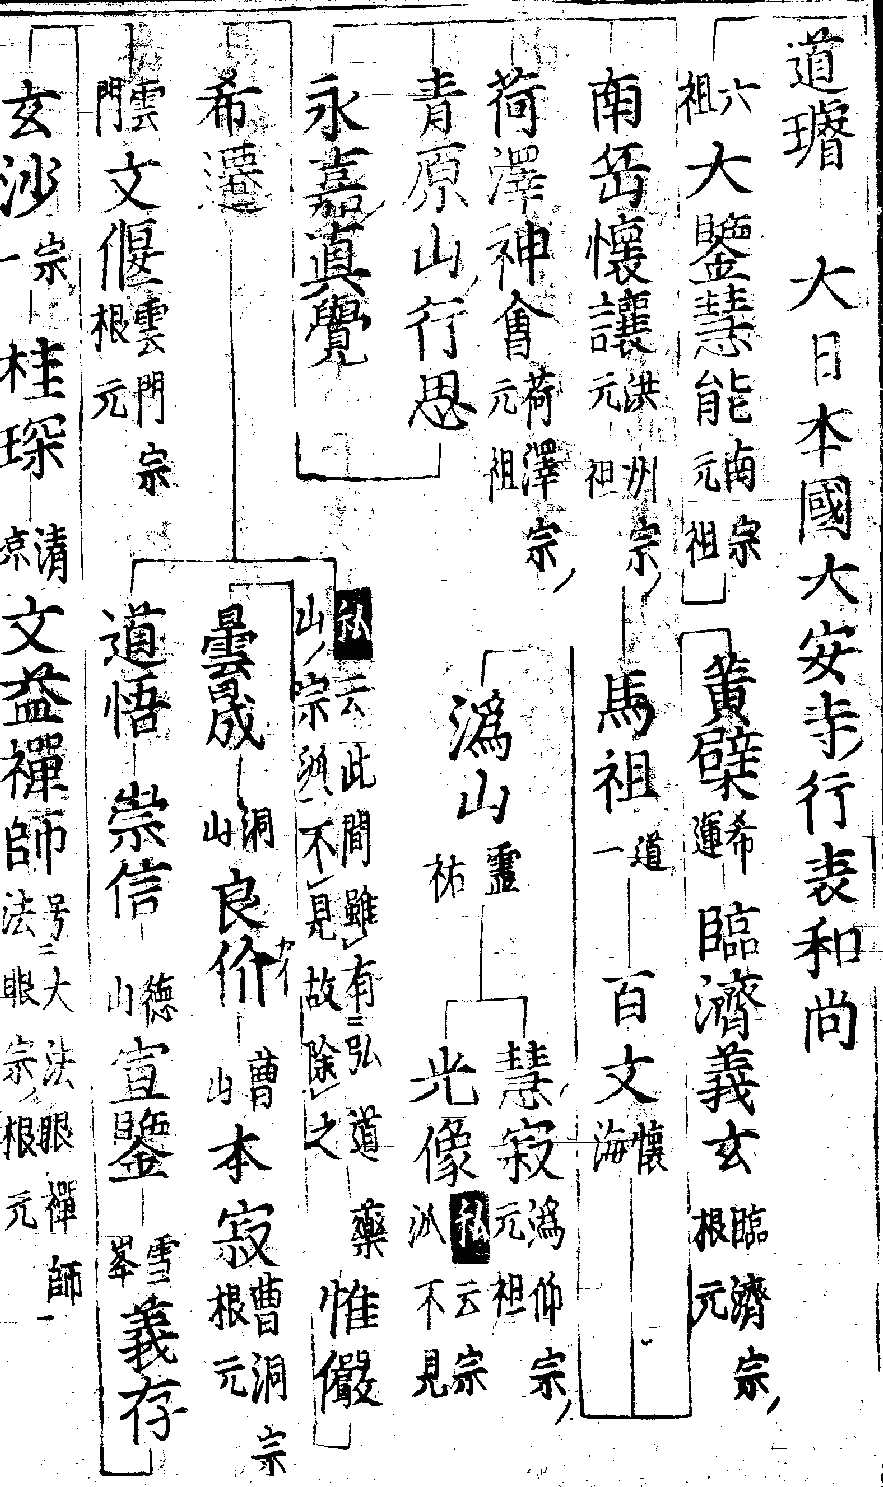 道璿 大日本國大安寺行表和尚
六祖 大鑒慧能 南宗元祖
黃檗 希運 臨濟義玄 臨濟宗根元
南岳懷讓 洪州宗元祖
馬祖 道一 百丈 懷海
荷澤神會 荷澤宗元祖
潙山 靈祐
慧寂 潙仰宗元祖
光像 私云宗派不見
青原山行思
永嘉眞覺
私云此間雖有弘道山宗派不見故除之
藥 惟儼
希遷
曇晟 洞山 良价 曹山 本寂 曹洞宗根元
道悟 崇信 德山 宣鑒 雪峯 義存
雲門 文偃 雲門宗根元
玄沙 宗一 桂琛 清凉 文益禪師 号大法眼禪師法眼宗根元